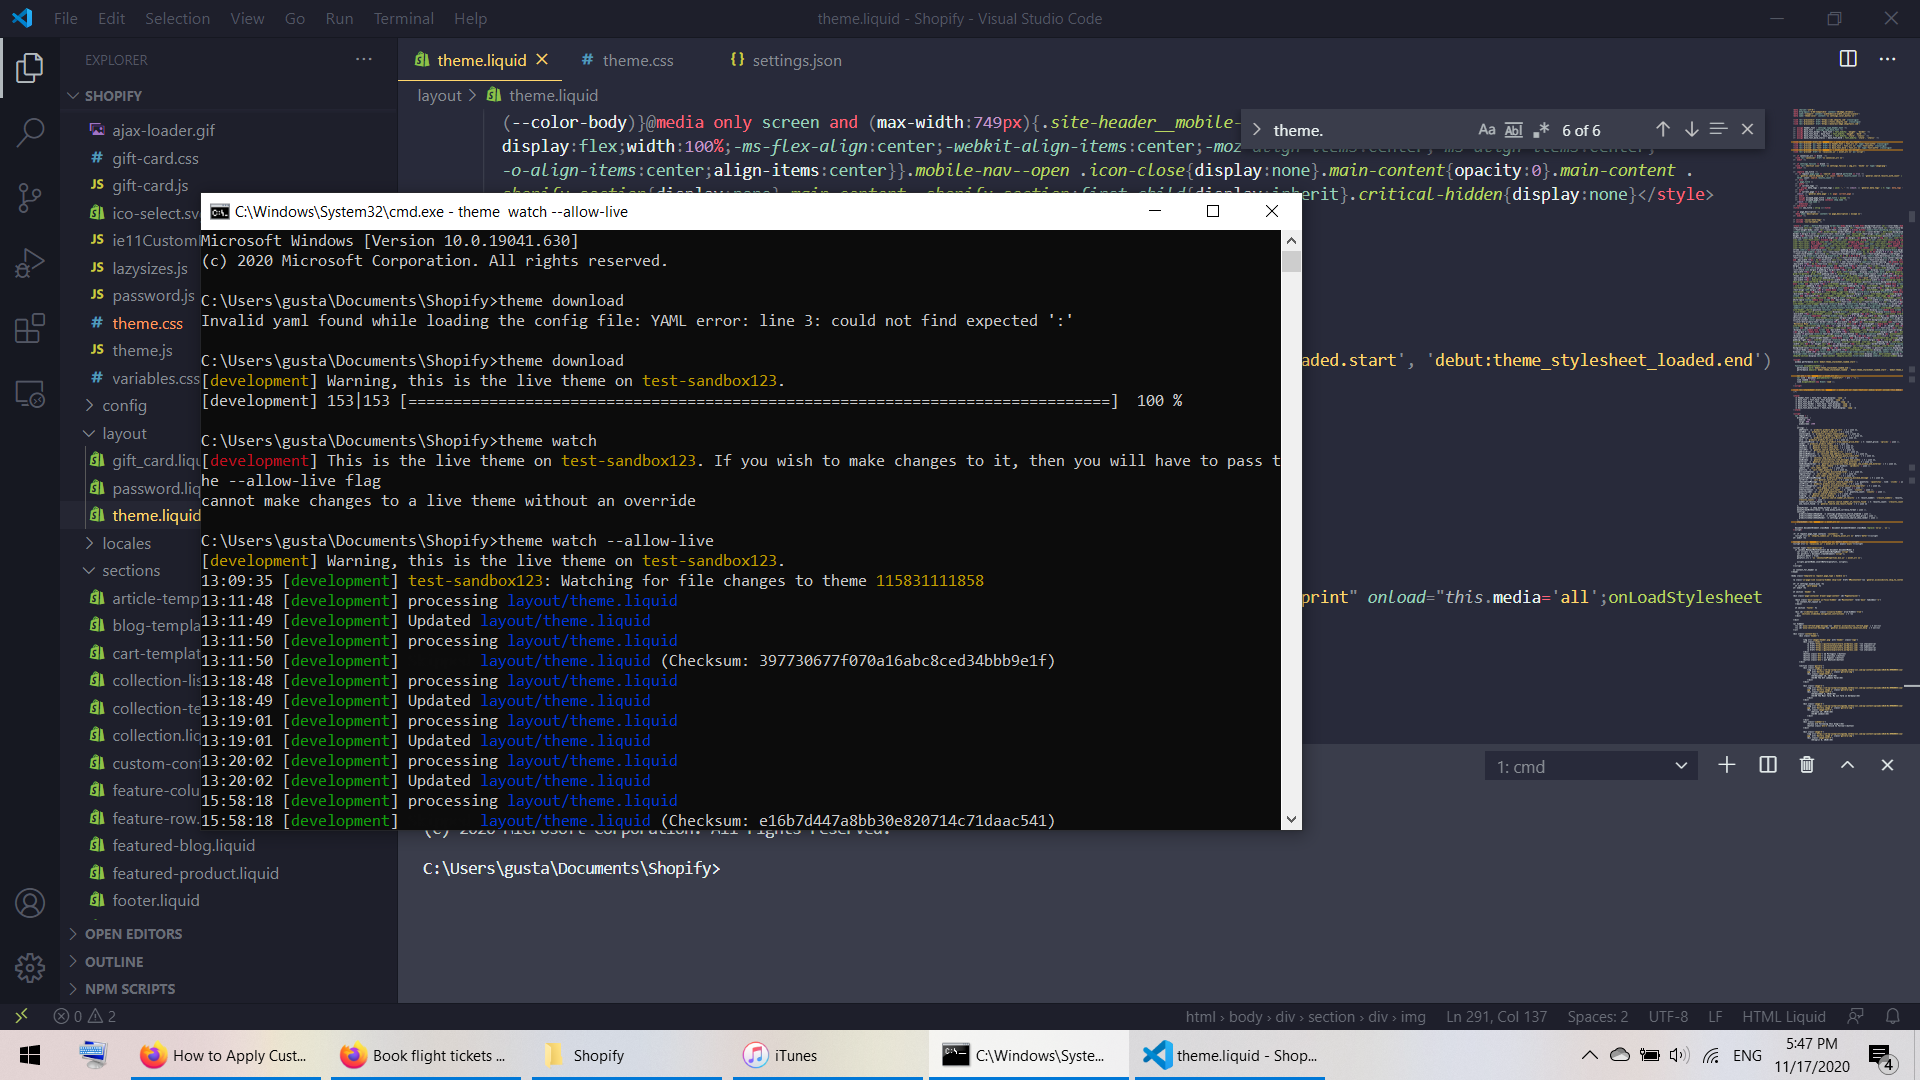 File Edit Selection View Go Run Terminal Help
theme.liquid - Shopify - Visual Studio Code
EXPLORER
SHOPIFY
ajax-loader.gif
gift-card.css
gift-card.js
ico-select.sv
ie11Custom
lazysizes.js
password.js
theme.css
theme.js
variables.css
config
layout
gift_card.liqu
password.liq
theme.liquid
locales
sections
article-temp
blog-templa
cart-templat
collection-lis
collection-te
collection.liq
custom-cont
feature-colu
feature-row.
featured-blog.liquid
featured-product.liquid
footer.liquid
OPEN EDITORS
OUTLINE
NPM SCRIPTS
theme.liquid
# theme.css
{} settings.json
layout > theme.liquid
(--color-body)}@media only screen and (max-width:749px){.site-header__mobile-
display:flex;width:100%;-ms-flex-align:center;-webkit-align-items:center;-moz
-o-align-items:center;align-items:center}}.mobile-nav--open .icon-close{display:none}.main-content{opacity:0}.main-content .
erit}.critical-hidden{display:none}</style>
theme.
Aa Abl .* 6 of 6
aded.start', 'debut:theme_stylesheet_loaded.end')
print" onload="this.media='all';onLoadStylesheet
C:\Windows\System32\cmd.exe - theme watch --allow-live
Microsoft Windows [Version 10.0.19041.630]
(c) 2020 Microsoft Corporation. All rights reserved.
C:\Users\gusta\Documents\Shopify>theme download
Invalid yaml found while loading the config file: YAML error: line 3: could not find expected ':'
C:\Users\gusta\Documents\Shopify>theme download
[development] Warning, this is the live theme on test-sandbox123.
[development] 153|153 [==============================================================================] 100 %
C:\Users\gusta\Documents\Shopify>theme watch
[development] This is the live theme on test-sandbox123. If you wish to make changes to it, then you will have to pass t
he --allow-live flag
cannot make changes to a live theme without an override
C:\Users\gusta\Documents\Shopify>theme watch --allow-live
[development] Warning, this is the live theme on test-sandbox123.
13:09:35 [development] test-sandbox123: Watching for file changes to theme 115831111858
13:11:48 [development] processing layout/theme.liquid
13:11:49 [development] Updated layout/theme.liquid
13:11:50 [development] processing layout/theme.liquid
13:11:50 [development] layout/theme.liquid (Checksum: 397730677f070a16abc8ced34bbb9e1f)
13:18:48 [development] processing layout/theme.liquid
13:18:49 [development] Updated layout/theme.liquid
13:19:01 [development] processing layout/theme.liquid
13:19:01 [development] Updated layout/theme.liquid
13:20:02 [development] processing layout/theme.liquid
13:20:02 [development] Updated layout/theme.liquid
15:58:18 [development] processing layout/theme.liquid
15:58:18 [development] layout/theme.liquid (Checksum: e16b7d447a8bb30e820714c71daac541)
1: cmd
(c) 2020 Microsoft Corporation. All rights reserved.
C:\Users\gusta\Documents\Shopify>
0 2
html > body > div > section > div > img
Ln 291, Col 137 Spaces: 2 UTF-8 LF HTML Liquid
How to Apply Cust...
Book flight tickets ...
Shopify
iTunes
C:\Windows\Syste...
theme.liquid - Shop...
ENG
5:47 PM
11/17/2020
4